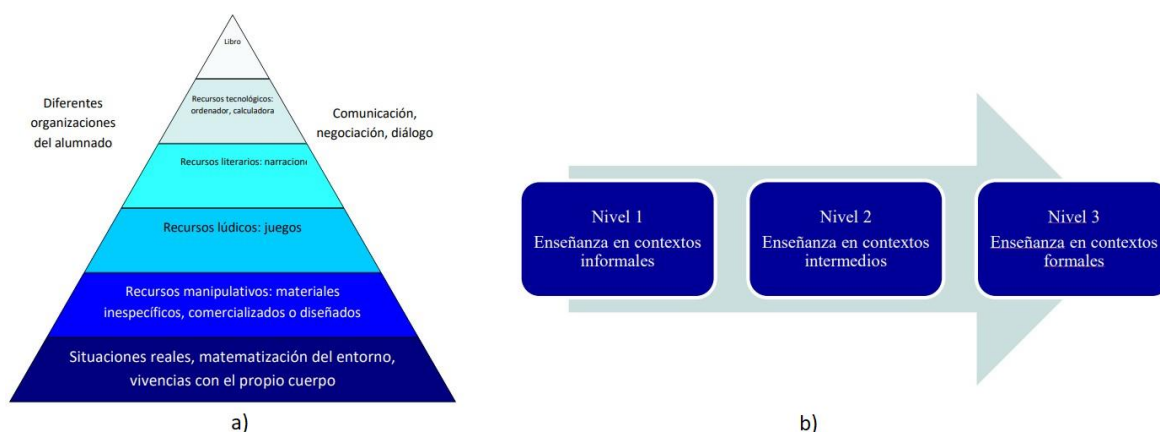 Libro
Recursos tecnológicos:
ordenador, calculadora
Diferentes
organizaciones
del alumnado
Comunicación,
negociación, diálogo
Recursos literarios: narracione
Recursos lúdicos: juegos
Recursos manipulativos: materiales
inespecíficos, comercializados o diseñados
Situaciones reales, matematización del entorno,
vivencias con el propio cuerpo
a)
Nivel 1
Enseñanza en contextos
informales
Nivel 2
Enseñanza en contextos
intermedios
Nivel 3
Enseñanza en contextos
formales
b)